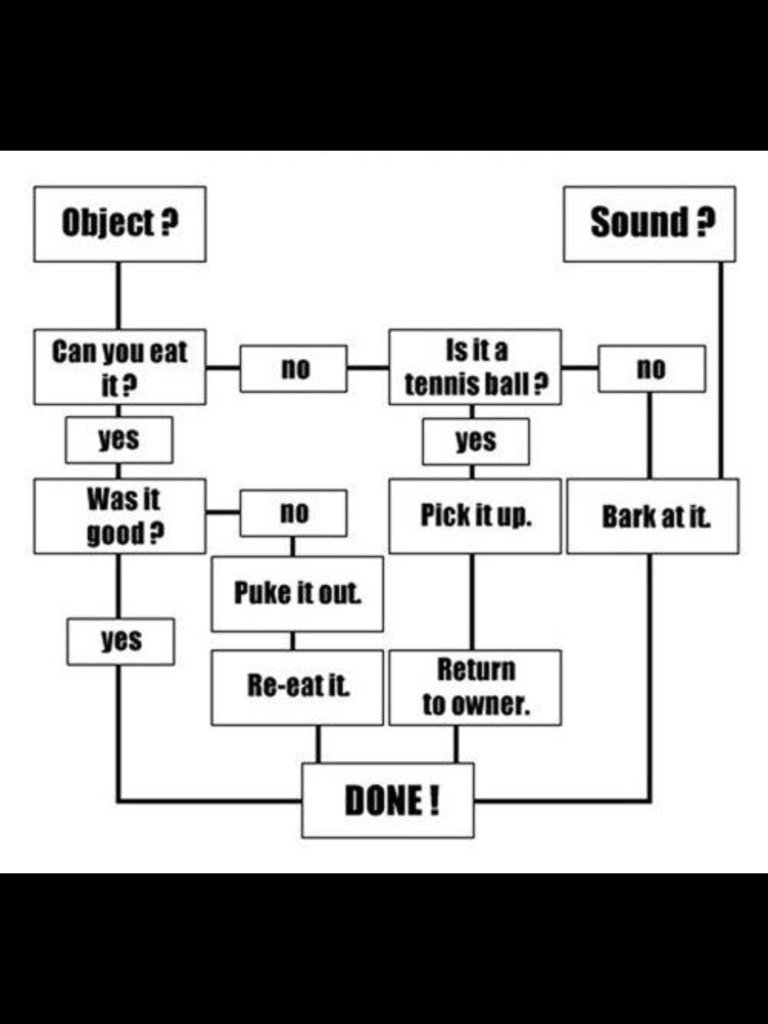 Object ?
Sound ?
Can you eat
it ?
no
Is it a
tennis ball ?
no
yes
yes
Was it
good ?
no
Pick it up.
Bark at it.
Puke it out.
yes
Re-eat it.
Return
to owner.
DONE !